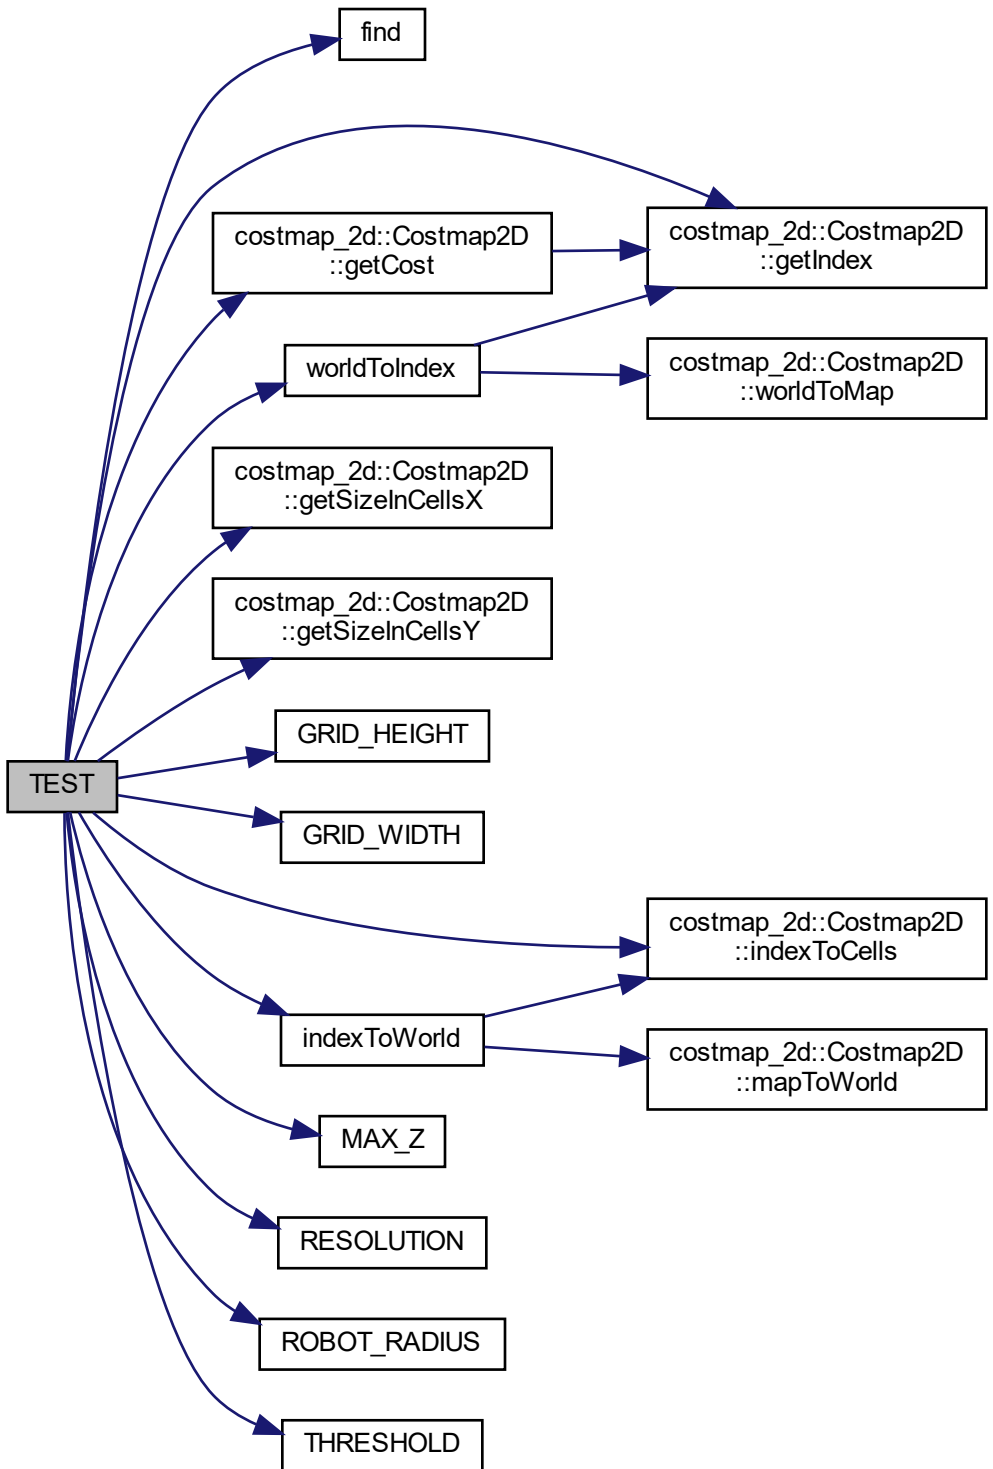 find
costmap_2d::Costmap2D
::getCost
costmap_2d::Costmap2D
::getIndex
worldToIndex
costmap_2d::Costmap2D
::worldToMap
costmap_2d::Costmap2D
::getSizeInCellsX
costmap_2d::Costmap2D
::getSizeInCellsY
GRID_HEIGHT
TEST
GRID_WIDTH
costmap_2d::Costmap2D
::indexToCells
indexToWorld
costmap_2d::Costmap2D
::mapToWorld
MAX_Z
RESOLUTION
ROBOT_RADIUS
THRESHOLD